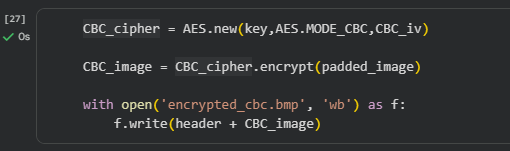 [27]
0s
CBC_cipher = AES.new(key,AES.MODE_CBC,CBC_iv)
CBC_image = CBC_cipher.encrypt(padded_image)
with open('encrypted_cbc.bmp', 'wb') as f:
    f.write(header + CBC_image)